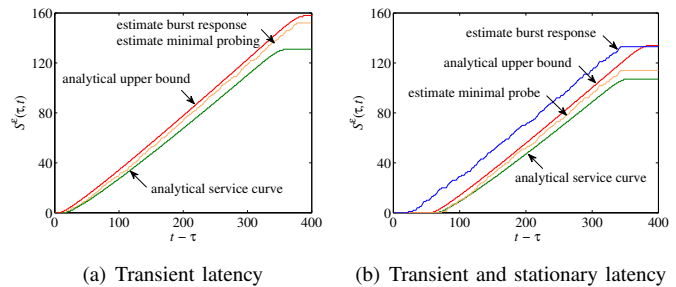 160
120
80
40
0
S^ε(τ,t)
estimate burst response
estimate minimal probing
analytical upper bound
analytical service curve
0 100 200 300 400
t − τ
(a) Transient latency
160
120
80
40
0
S^ε(τ,t)
estimate burst response
analytical upper bound
estimate minimal probe
analytical service curve
0 100 200 300 400
t − τ
(b) Transient and stationary latency